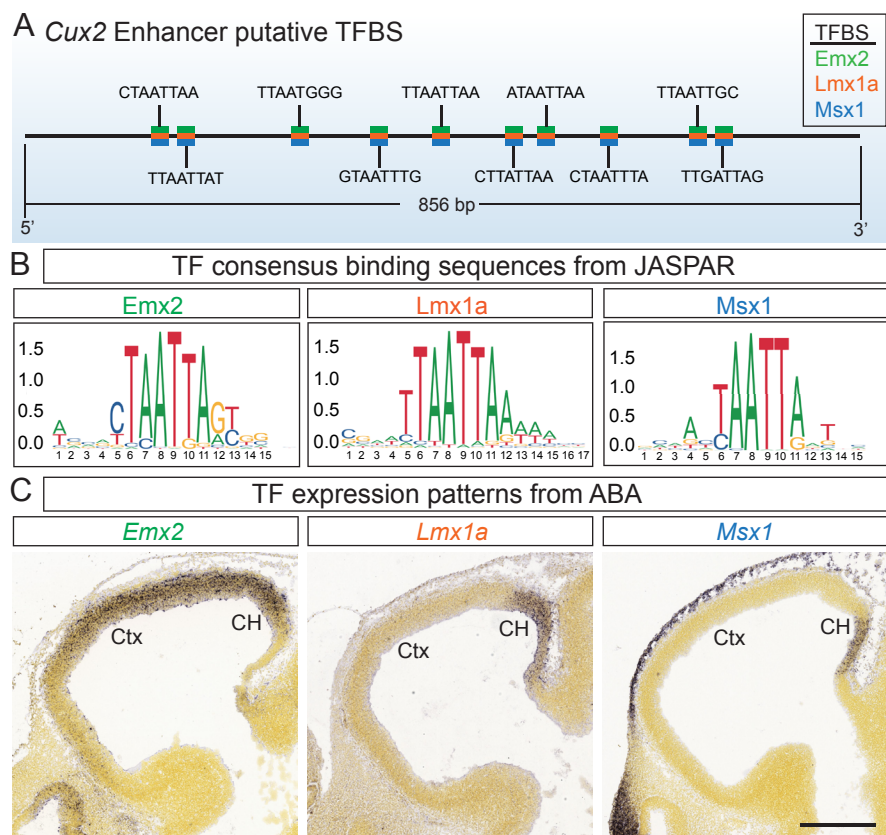 A Cux2 Enhancer putative TFBS
TFBS
Emx2
Lmx1a
Msx1
CTAATTAA TTAATGGG TTAATTAA ATAATTAA TTAATTGC
TTAATTAT GTAATTTG CTTATTAA CTAATTTA TTGATTAG
856 bp
5’ 3’
B TF consensus binding sequences from JASPAR
Emx2 Lmx1a Msx1
1.5 1.5 1.5
1.0 1.0 1.0
0.5 0.5 0.5
0.0 0.0 0.0
1 2 3 4 5 6 7 8 9 10 11 12 13 14 15
1 2 3 4 5 6 7 8 9 10 11 12 13 14 15 16 17
1 2 3 4 5 6 7 8 9 10 11 12 13 14 15
C TF expression patterns from ABA
Emx2 Lmx1a Msx1
Ctx CH Ctx CH Ctx CH